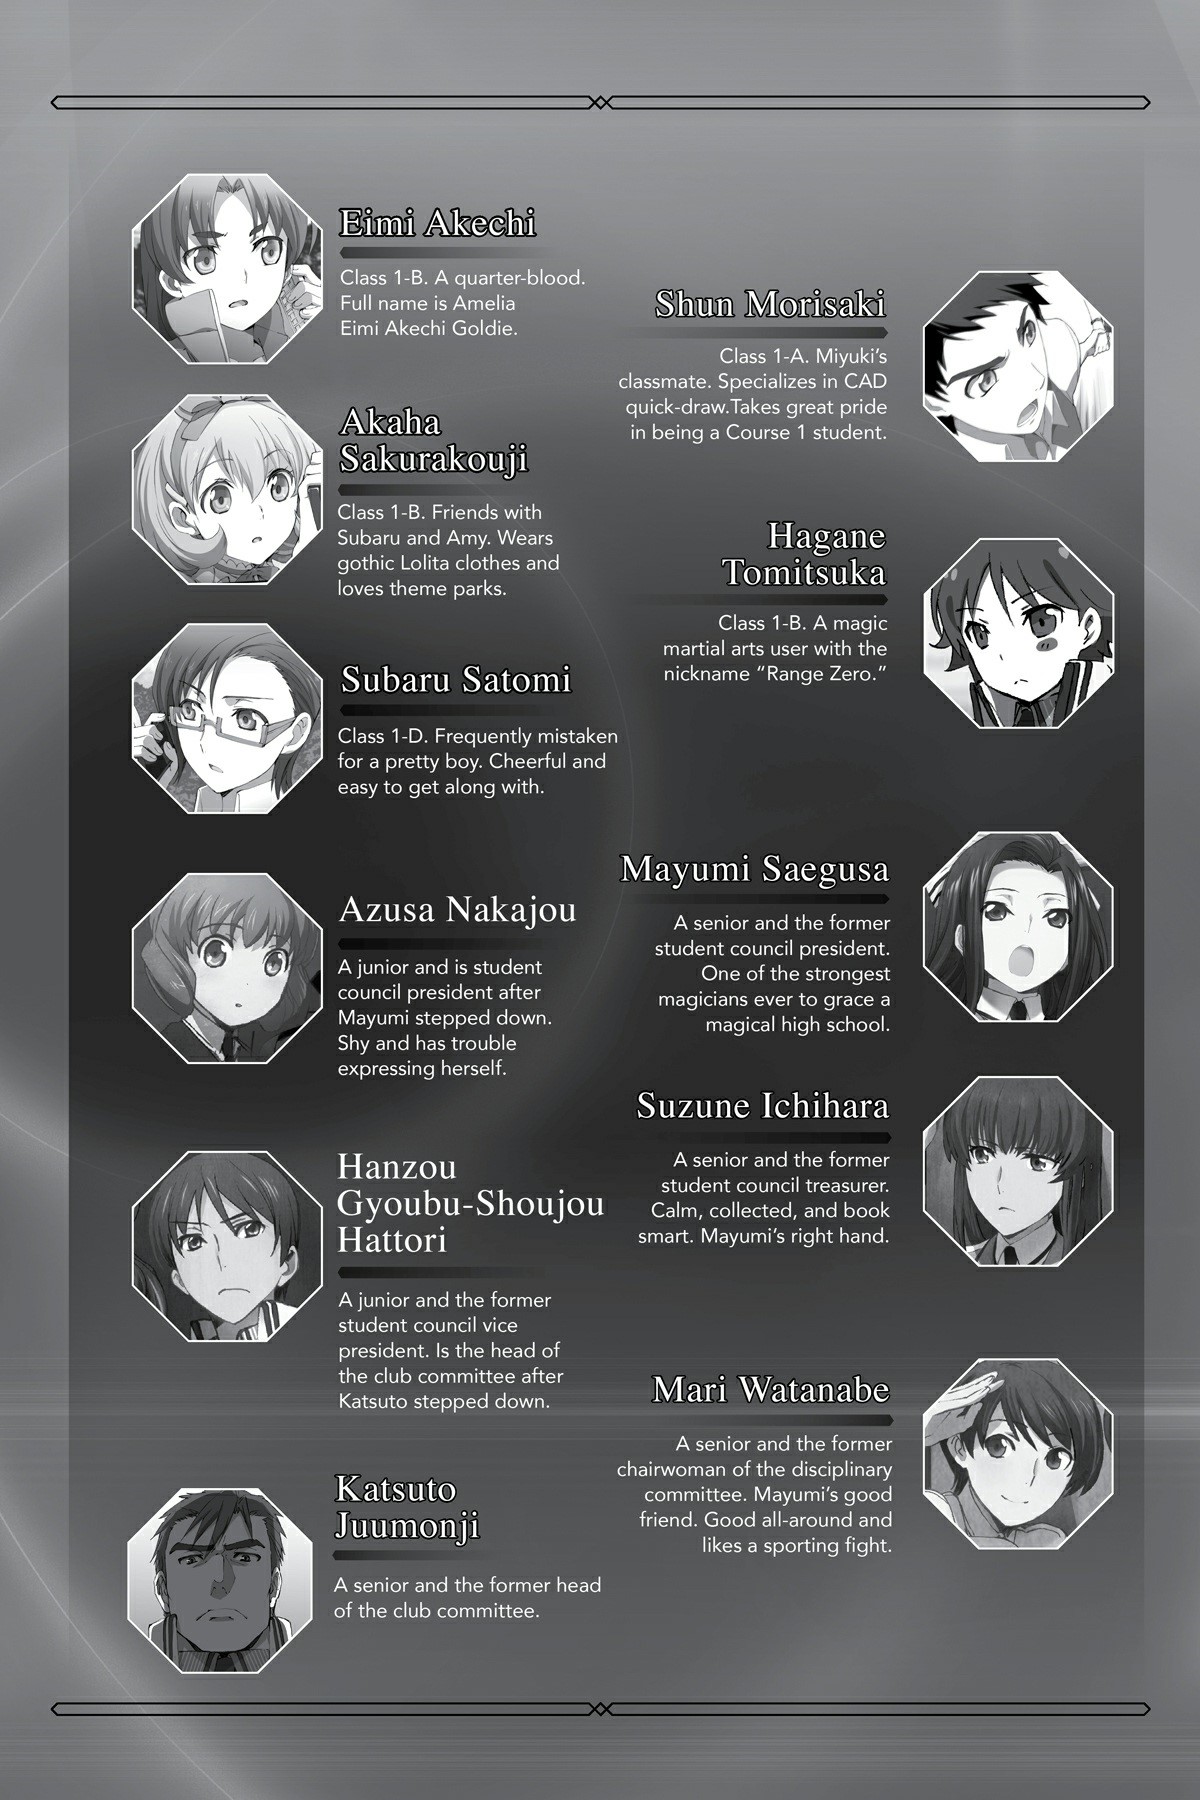 Eimi Akechi
Class 1-B. A quarter-blood.
Full name is Amelia
Eimi Akechi Goldie.
Akaha
Sakurakouji
Class 1-B. Friends with
Subaru and Amy. Wears
gothic Lolita clothes and
loves theme parks.
Subaru Satomi
Class 1-D. Frequently mistaken
for a pretty boy. Cheerful and
easy to get along with.
Azusa Nakajou
A junior and is student
council president after
Mayumi stepped down.
Shy and has trouble
expressing herself.
Hanzou
Gyoubu-Shoujou
Hattori
A junior and the former
student council vice
president. Is the head of
the club committee after
Katsuto stepped down.
Katsuto
Juumonji
A senior and the former head
of the club committee.
Shun Morisaki
Class 1-A. Miyuki’s
classmate. Specializes in CAD
quick-draw.Takes great pride
in being a Course 1 student.
Hagane
Tomitsuka
Class 1-B. A magic
martial arts user with the
nickname “Range Zero.”
Mayumi Saegusa
A senior and the former
student council president.
One of the strongest
magicians ever to grace a
magical high school.
Suzune Ichihara
A senior and the former
student council treasurer.
Calm, collected, and book
smart. Mayumi’s right hand.
Mari Watanabe
A senior and the former
chairwoman of the disciplinary
committee. Mayumi’s good
friend. Good all-around and
likes a sporting fight.